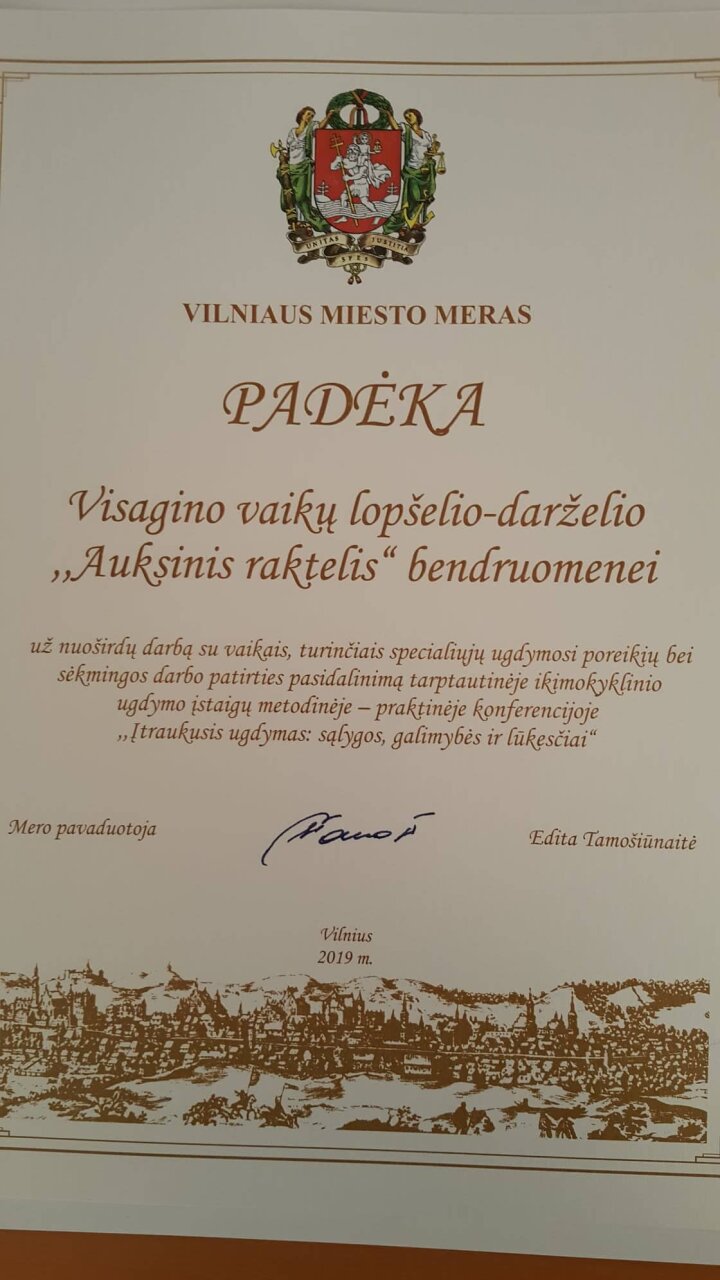 UNITAS JUSTITIA
SPES
VILNIAUS MIESTO MERAS
PADĖKA
Visagino vaikų lopšelio-darželio
,,Auksinis raktelis“ bendruomenei
už nuoširdų darbą su vaikais, turinčiais specialiųjų ugdymosi poreikių bei
sėkmingos darbo patirties pasidalinimą tarptautinėje ikimokyklinio
ugdymo įstaigų metodinėje – praktinėje konferencijoje
,,Įtraukusis ugdymas: sąlygos, galimybės ir lūkesčiai“
Mero pavaduotoja
Edita Tamošiūnaitė
Vilnius
2019 m.